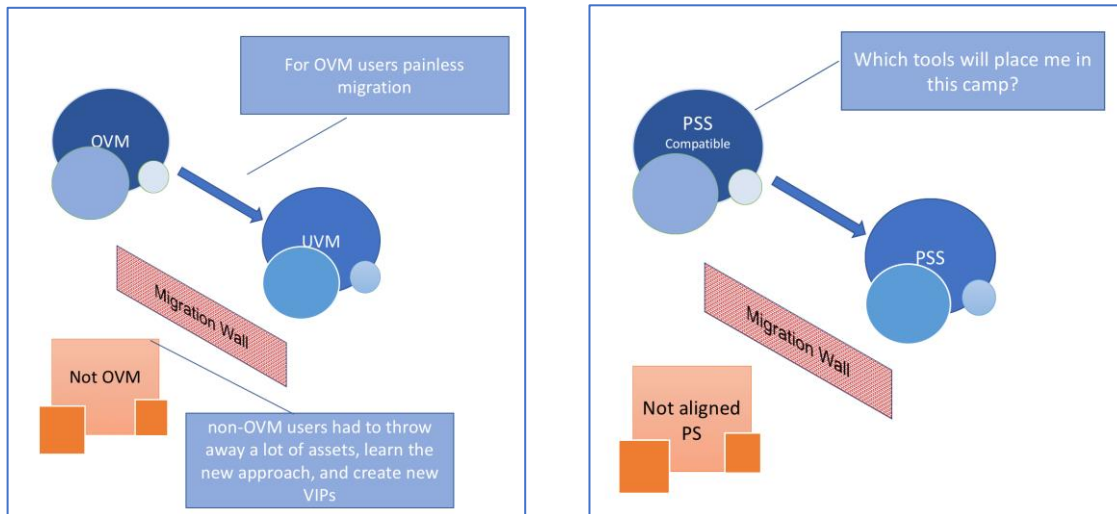 For OVM users painless
migration
OVM
UVM
Migration Wall
Not OVM
non-OVM users had to throw
away a lot of assets, learn the
new approach, and create new
VIPs
Which tools will place me in
this camp?
PSS
Compatible
PSS
Migration Wall
Not aligned
PS